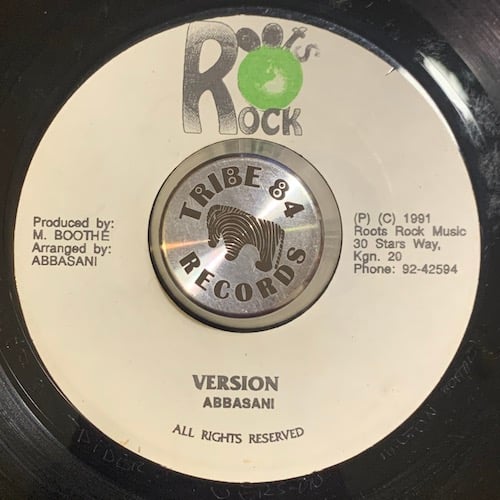 Roots
Rock
Produced by:
M. BOOTHE
Arranged by:
ABBASANI
TRIBE 84
RECORDS
(P) (C) 1991
Roots Rock Music
30 Stars Way,
Kgn. 20
Phone: 92-42594
VERSION
ABBASANI
ALL RIGHTS RESERVED